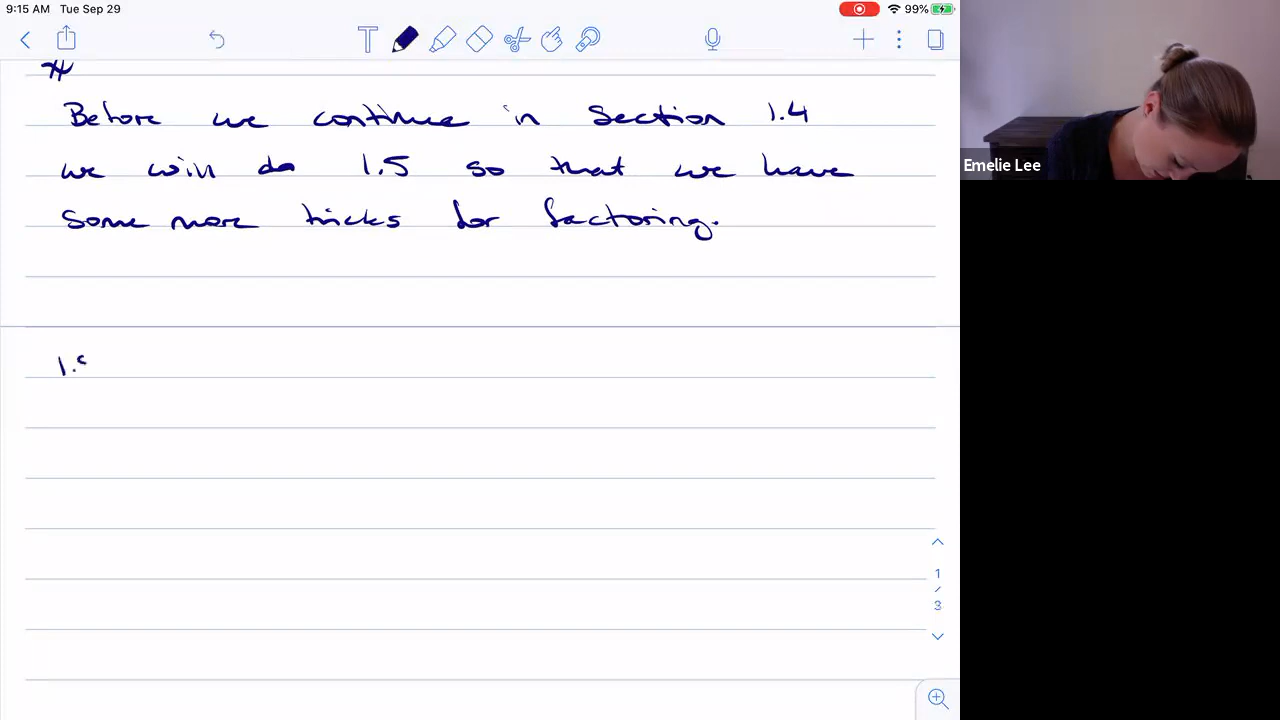 9:15 AM Tue Sep 29
99%
T
Before we continue in Section 1.4
we will do 1.5 so that we have
some more tricks for factoring.
1.
1
/
3
Emelie Lee